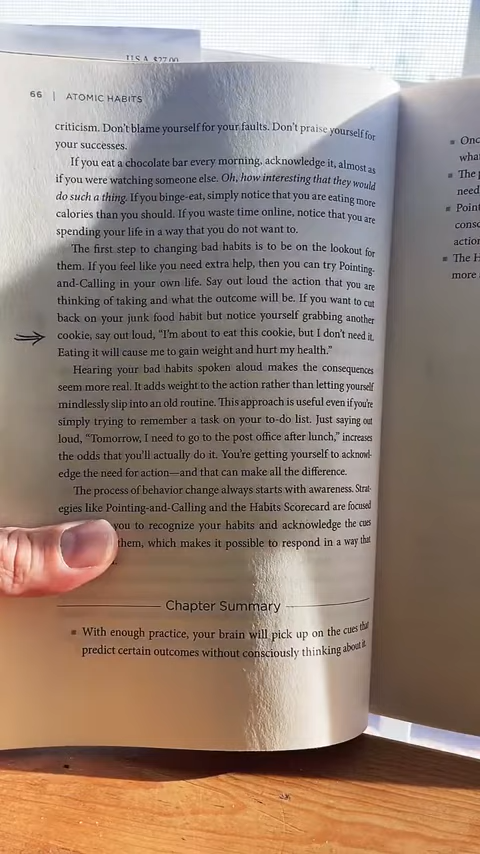 U.S.A. $27.00
66 | ATOMIC HABITS
criticism. Don't blame yourself for your faults. Don't praise yourself for
your successes.
If you eat a chocolate bar every morning, acknowledge it, almost as
if you were watching someone else. Oh, how interesting that they would
do such a thing. If you binge-eat, simply notice that you are eating more
calories than you should. If you waste time online, notice that you are
spending your life in a way that you do not want to.
The first step to changing bad habits is to be on the lookout for
them. If you feel like you need extra help, then you can try Pointing-
and-Calling in your own life. Say out loud the action that you are
thinking of taking and what the outcome will be. If you want to cut
back on your junk food habit but notice yourself grabbing another
cookie, say out loud, “I'm about to eat this cookie, but I don't need it.
Eating it will cause me to gain weight and hurt my health.”
Hearing your bad habits spoken aloud makes the consequences
seem more real. It adds weight to the action rather than letting yourself
mindlessly slip into an old routine. This approach is useful even if you're
simply trying to remember a task on your to-do list. Just saying out
loud, “Tomorrow, I need to go to the post office after lunch,” increases
the odds that you'll actually do it. You're getting yourself to acknowl-
edge the need for action—and that can make all the difference.
The process of behavior change always starts with awareness. Strat-
egies like Pointing-and-Calling and the Habits Scorecard are focused
you to recognize your habits and acknowledge the cues
them, which makes it possible to respond in a way that
Chapter Summary
▪ With enough practice, your brain will pick up on the cues that
predict certain outcomes without consciously thinking about it.
▪ The
need
▪ Point
action
▪ The H
more